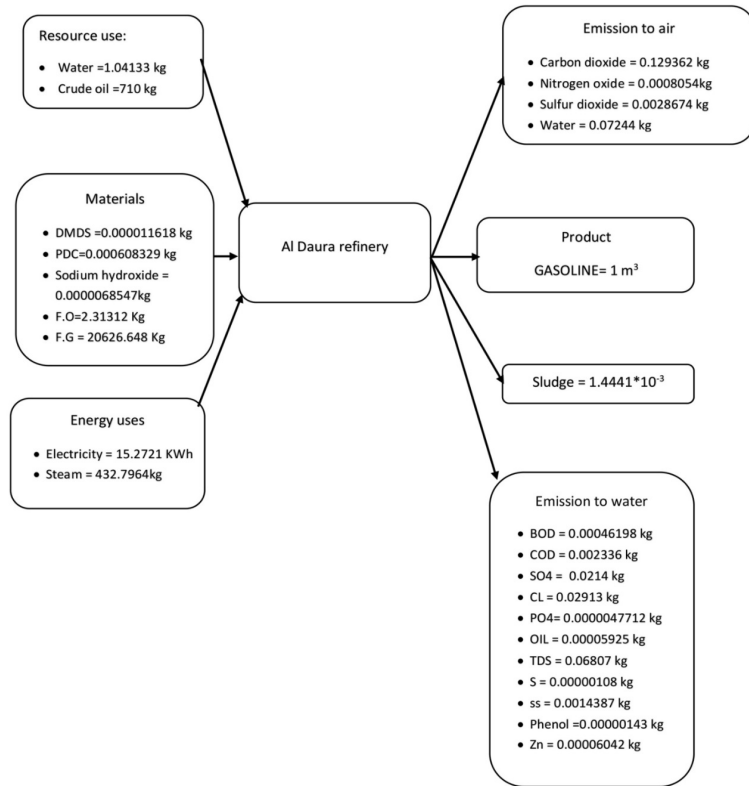 Resource use:
• Water =1.04133 kg
• Crude oil =710 kg
Materials
• DMDS =0.000011618 kg
• PDC=0.000608329 kg
• Sodium hydroxide =
0.0000068547kg
• F.O=2.31312 Kg
• F.G = 20626.648 Kg
Energy uses
• Electricity = 15.2721 KWh
• Steam = 432.7964kg
Al Daura refinery
Emission to air
• Carbon dioxide = 0.129362 kg
• Nitrogen oxide = 0.0008054kg
• Sulfur dioxide = 0.0028674 kg
• Water = 0.07244 kg
Product
GASOLINE= 1 m³
Sludge = 1.4441*10⁻³
Emission to water
• BOD = 0.00046198 kg
• COD = 0.002336 kg
• SO4 = 0.0214 kg
• CL = 0.02913 kg
• PO4= 0.0000047712 kg
• OIL = 0.00005925 kg
• TDS = 0.06807 kg
• S = 0.00000108 kg
• ss = 0.0014387 kg
• Phenol =0.00000143 kg
• Zn = 0.00006042 kg